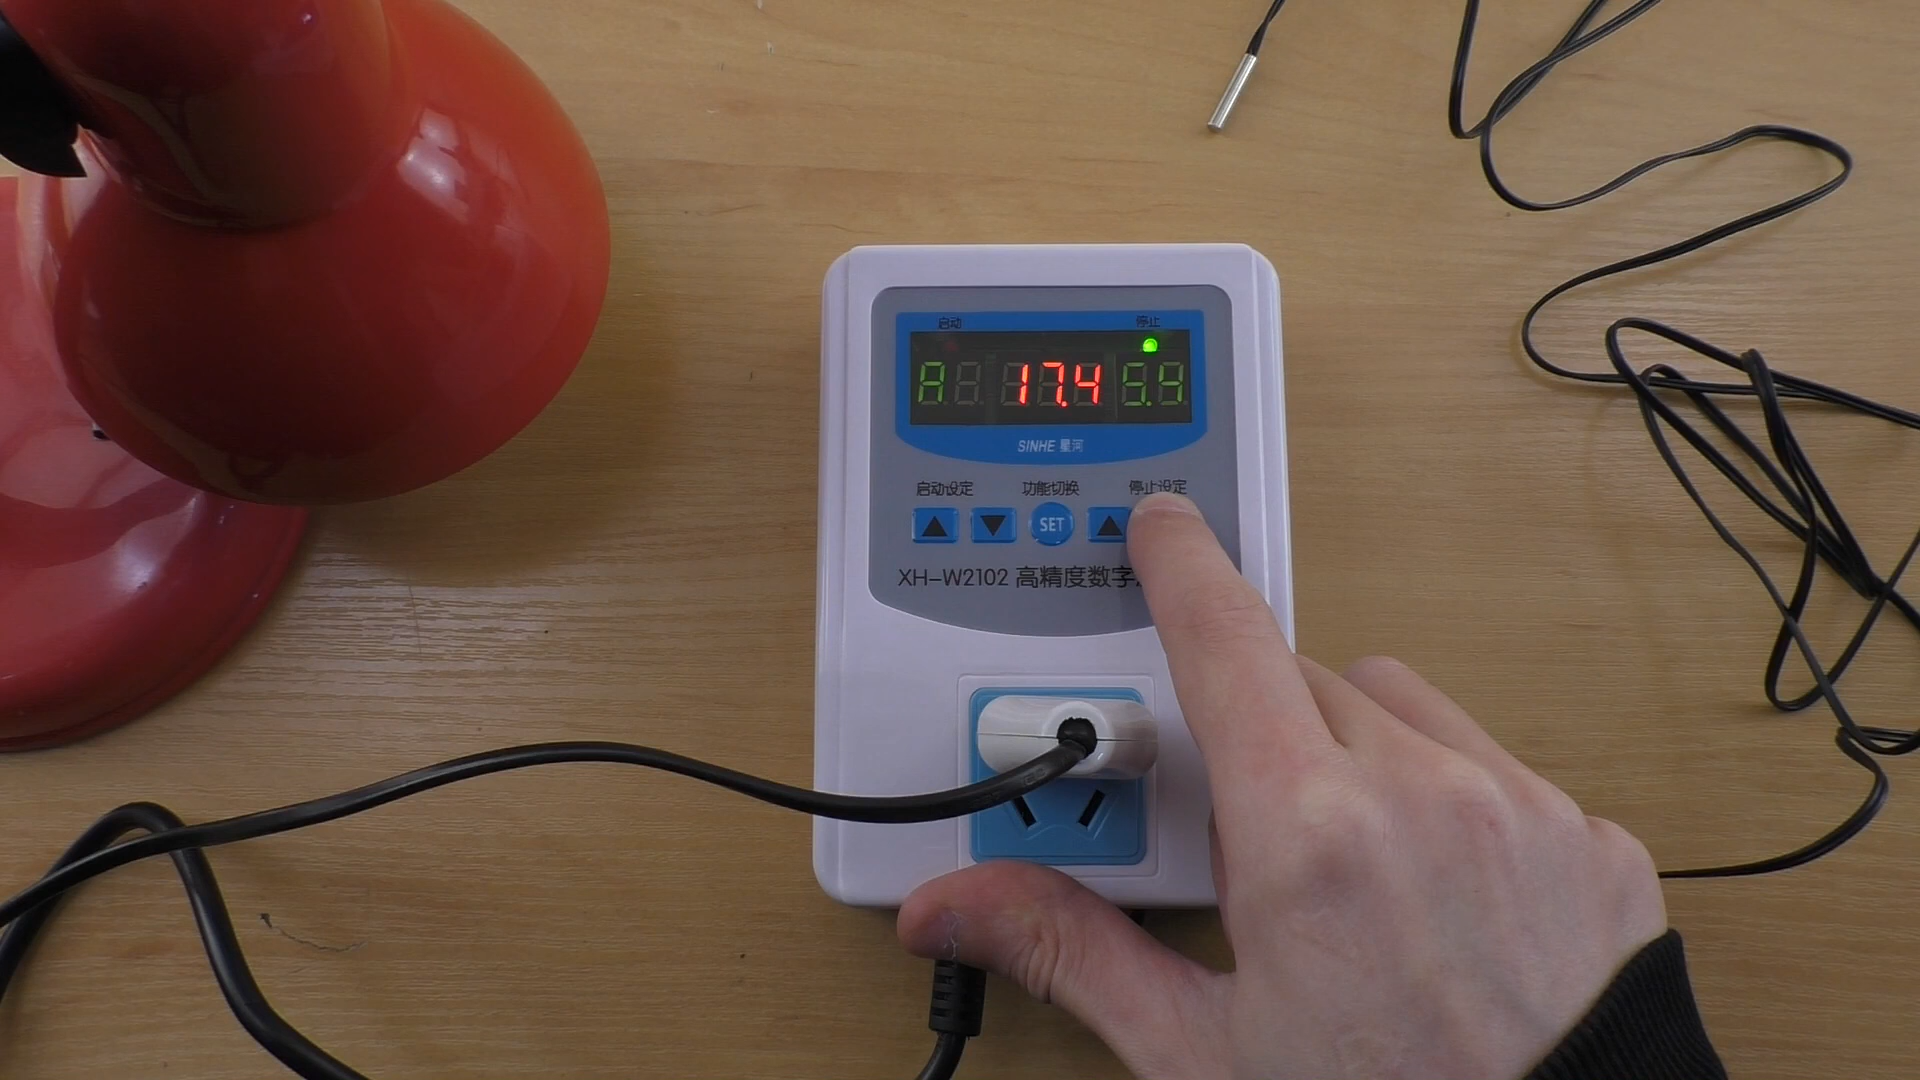 启动 停止
17.4 5.9
SINHE 星河
启动设定 功能切换 停止设定
SET
XH-W2102 高精度数字